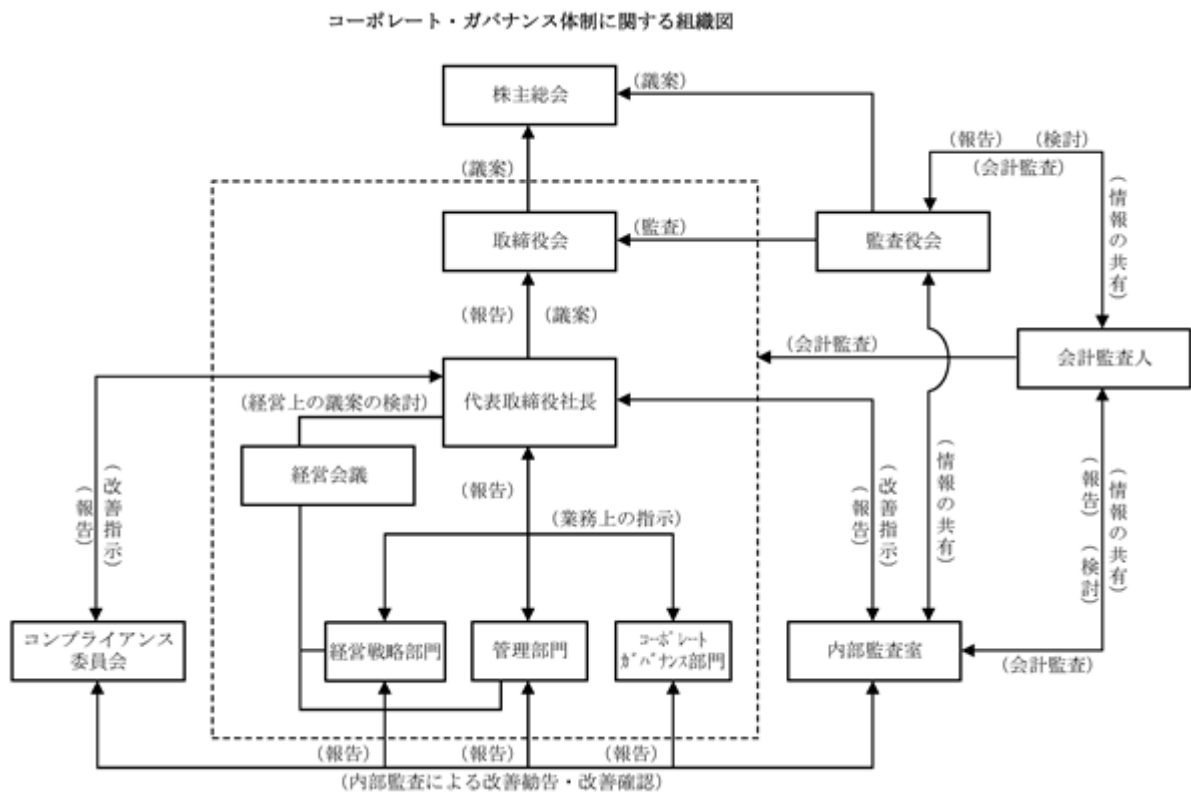 コーポレート・ガバナンス体制に関する組織図
株主総会
（議案）
（報告）　（検討）
（会計監査）
（議案）
取締役会
（監査）
監査役会
（情報の共有）
（報告）　（議案）
（会計監査）
会計監査人
代表取締役社長
（経営上の議案の検討）
経営会議
（報告）
（業務上の指示）
（改善指示）
（報告）
（改善指示）
（報告）
（情報の共有）
（報告）　（検討）
（情報の共有）
コンプライアンス
委員会
経営戦略部門
管理部門
ｺｰﾎﾟﾚｰﾄ
ｶﾞﾊﾞﾅﾝｽ部門
内部監査室
（会計監査）
（報告）
（報告）
（報告）
（内部監査による改善勧告・改善確認）